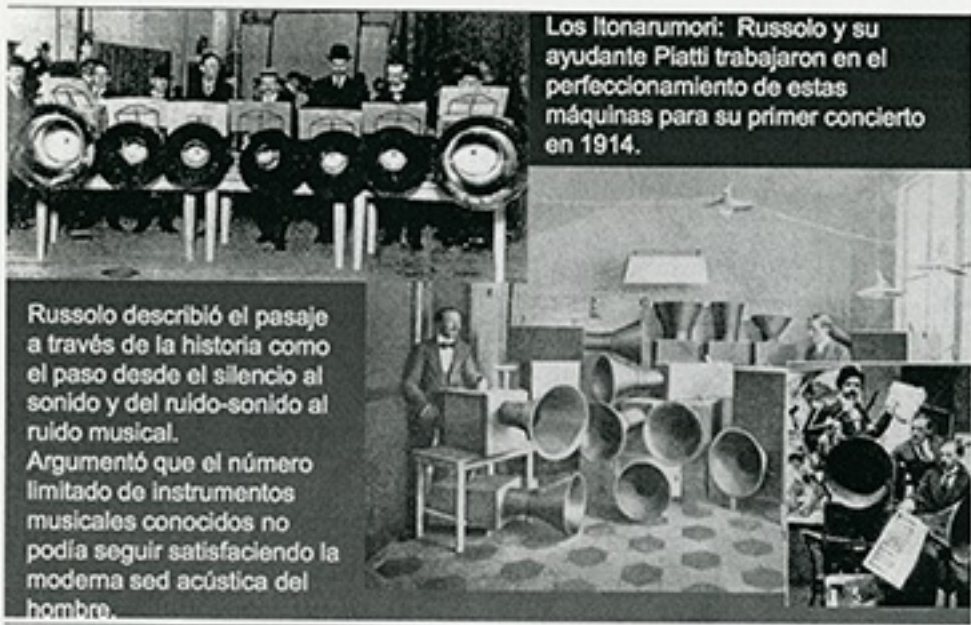 Los Itonarumori: Russolo y su
ayudante Piatti trabajaron en el
perfeccionamiento de estas
máquinas para su primer concierto
en 1914.
Russolo describió el pasaje
a través de la historia como
el paso desde el silencio al
sonido y del ruido-sonido al
ruido musical.
Argumentó que el número
limitado de instrumentos
musicales conocidos no
podía seguir satisfaciendo la
moderna sed acústica del
hombre.